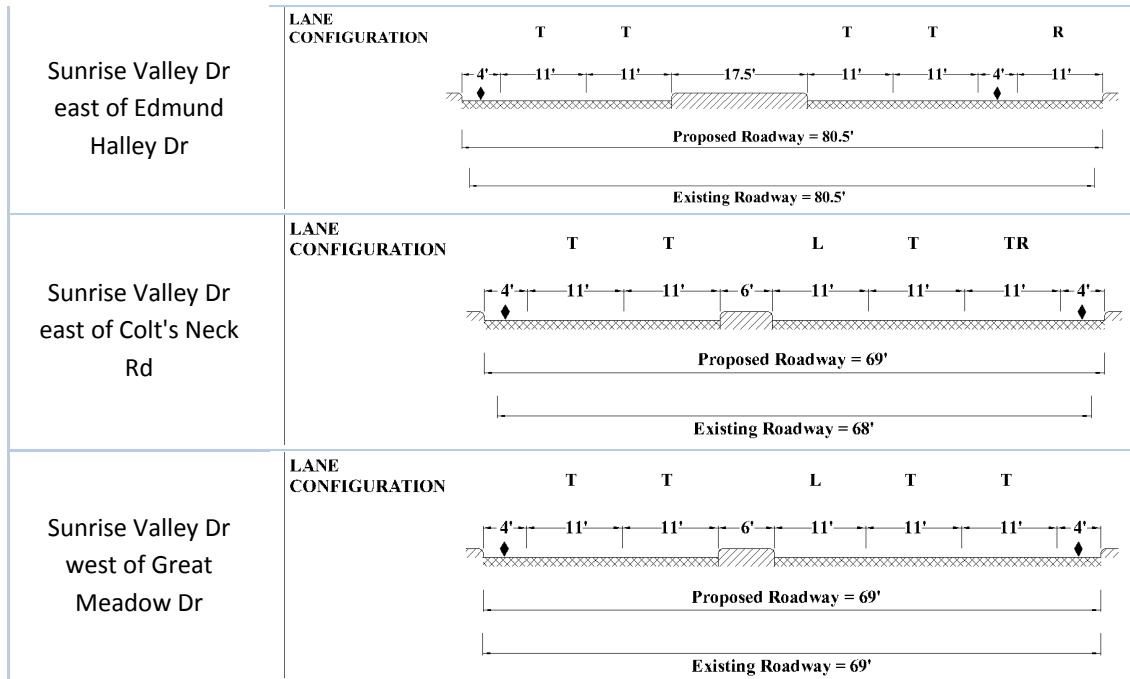 Sunrise Valley Dr
east of Edmund
Halley Dr
LANE
CONFIGURATION
T T T T R
4' 11' 11' 17.5' 11' 11' 4' 11'
Proposed Roadway = 80.5'
Existing Roadway = 80.5'
Sunrise Valley Dr
east of Colt's Neck
Rd
LANE
CONFIGURATION
T T L T TR
4' 11' 11' 6' 11' 11' 11' 4'
Proposed Roadway = 69'
Existing Roadway = 68'
Sunrise Valley Dr
west of Great
Meadow Dr
LANE
CONFIGURATION
T T L T T
4' 11' 11' 6' 11' 11' 11' 4'
Proposed Roadway = 69'
Existing Roadway = 69'